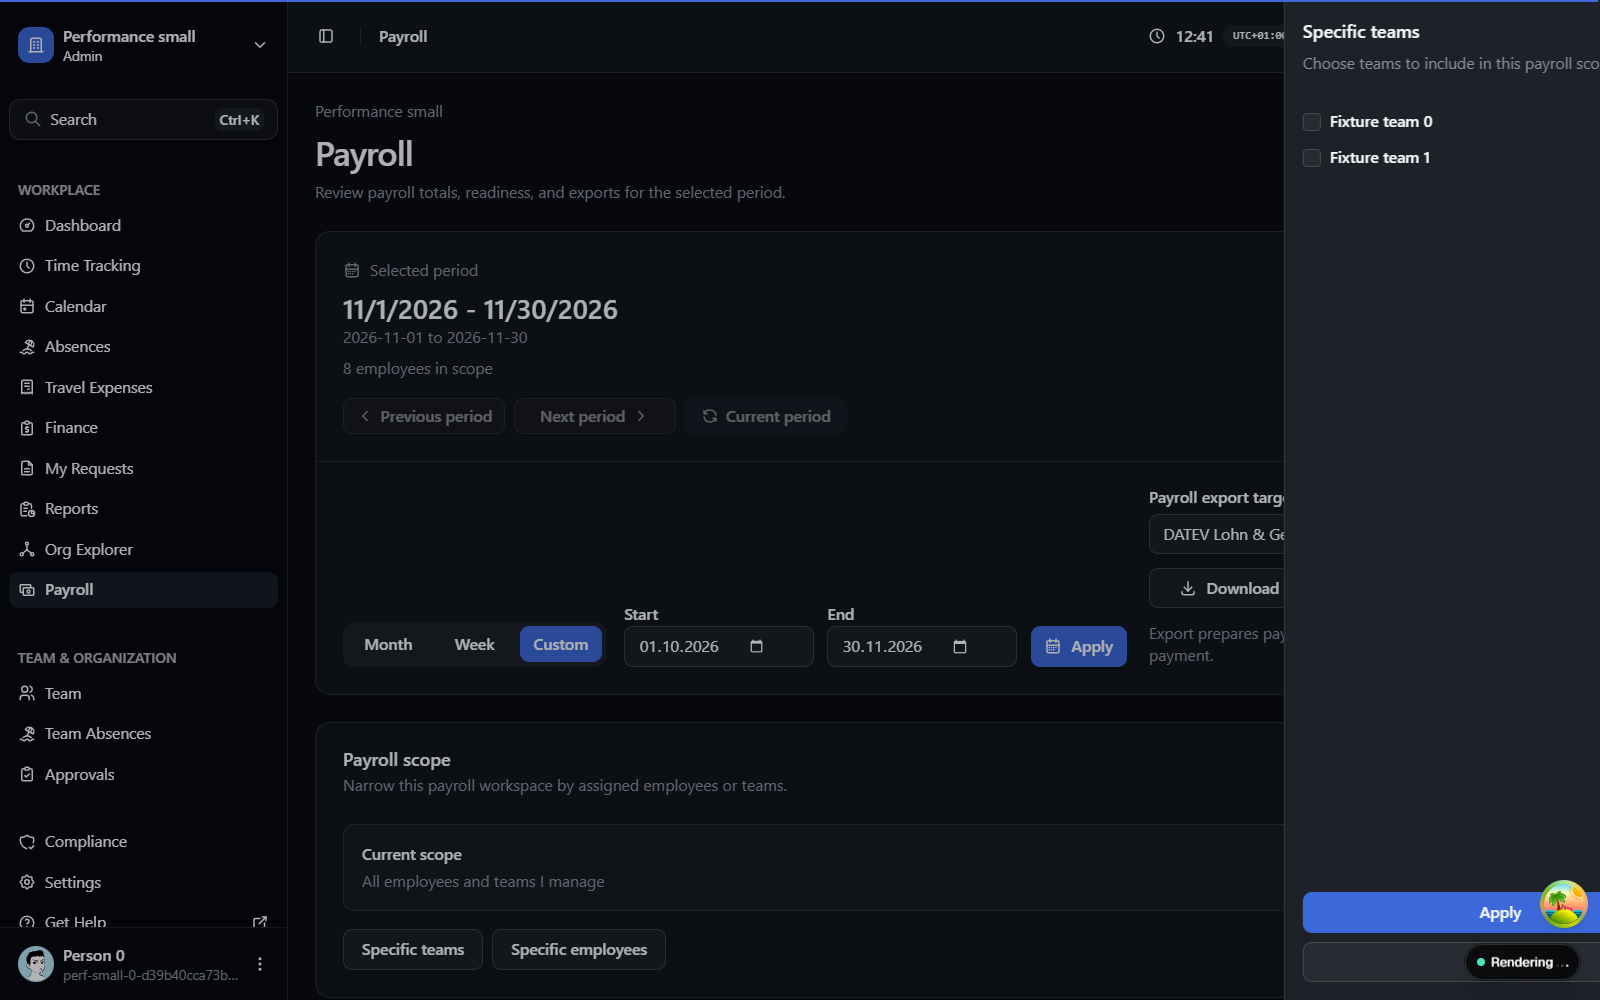 Performance small
Admin
Search
Ctrl+K
WORKPLACE
Dashboard
Time Tracking
Calendar
Absences
Travel Expenses
Finance
My Requests
Reports
Org Explorer
Payroll
TEAM & ORGANIZATION
Team
Team Absences
Approvals
Compliance
Settings
Get Help
Person 0
perf-small-0-d39b40cca73b...
Payroll
12:41
UTC+01:00
Performance small
Payroll
Review payroll totals, readiness, and exports for the selected period.
Selected period
11/1/2026 - 11/30/2026
2026-11-01 to 2026-11-30
8 employees in scope
Previous period
Next period
Current period
Payroll export targ
DATEV Lohn & Ge
Download
Export prepares pay
payment.
Month
Week
Custom
Start
01.10.2026
End
30.11.2026
Apply
Payroll scope
Narrow this payroll workspace by assigned employees or teams.
Current scope
All employees and teams I manage
Specific teams
Specific employees
Specific teams
Choose teams to include in this payroll sco
Fixture team 0
Fixture team 1
Apply
Rendering ...